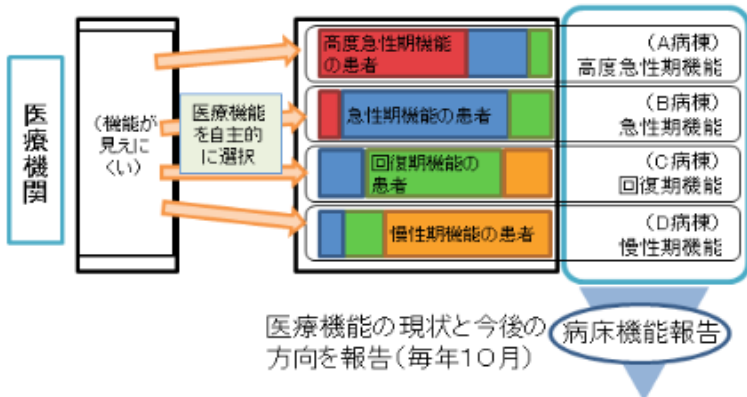 医療機関
(機能が
見えに
くい)
医療機能
を自主的
に選択
高度急性期機能
の患者
(A病棟)
高度急性期機能
急性期機能の患者
(B病棟)
急性期機能
回復期機能の
患者
(C病棟)
回復期機能
慢性期機能の患者
(D病棟)
慢性期機能
医療機能の現状と今後の
方向を報告(毎年10月)
病床機能報告